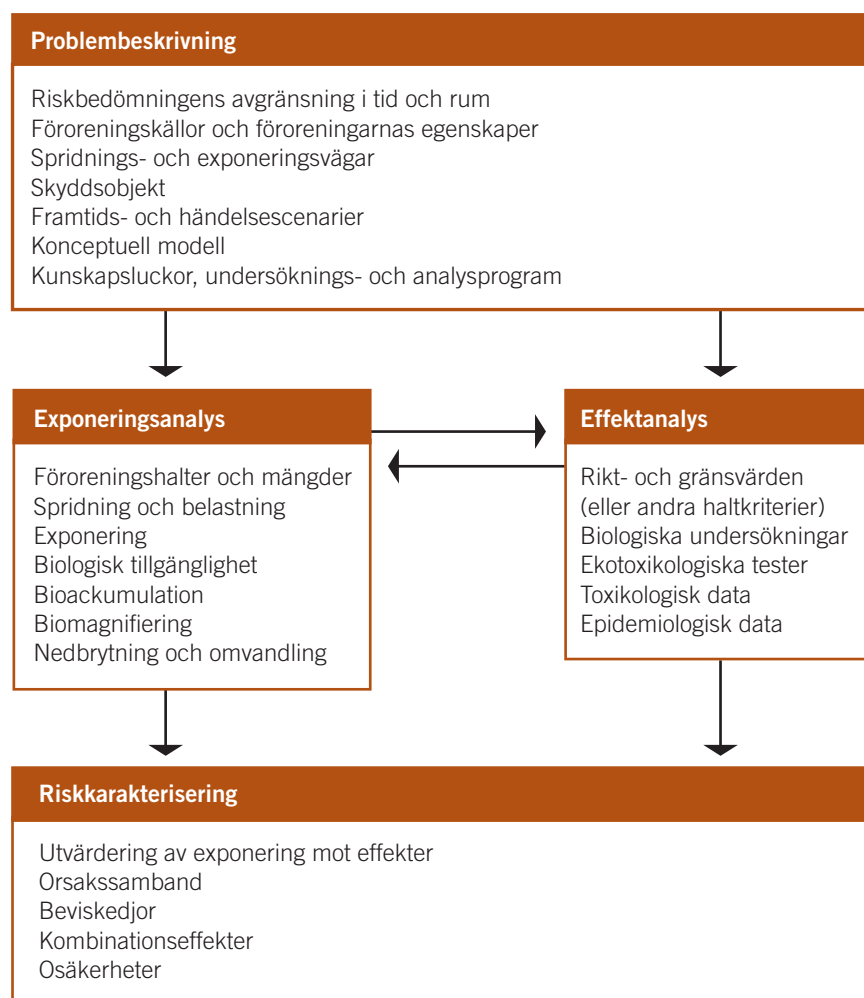 Problembeskrivning
Riskbedömningens avgränsning i tid och rum
Föroreningskällor och föroreningarnas egenskaper
Spridnings- och exponeringsvägar
Skyddsobjekt
Framtids- och händelsescenarier
Konceptuell modell
Kunskapsluckor, undersöknings- och analysprogram
Exponeringsanalys
Föroreningshalter och mängder
Spridning och belastning
Exponering
Biologisk tillgänglighet
Bioackumulation
Biomagnifiering
Nedbrytning och omvandling
Effektanalys
Rikt- och gränsvärden
(eller andra haltkriterier)
Biologiska undersökningar
Ekotoxikologiska tester
Toxikologisk data
Epidemiologisk data
Riskkarakterisering
Utvärdering av exponering mot effekter
Orsakssamband
Beviskedjor
Kombinationseffekter
Osäkerheter